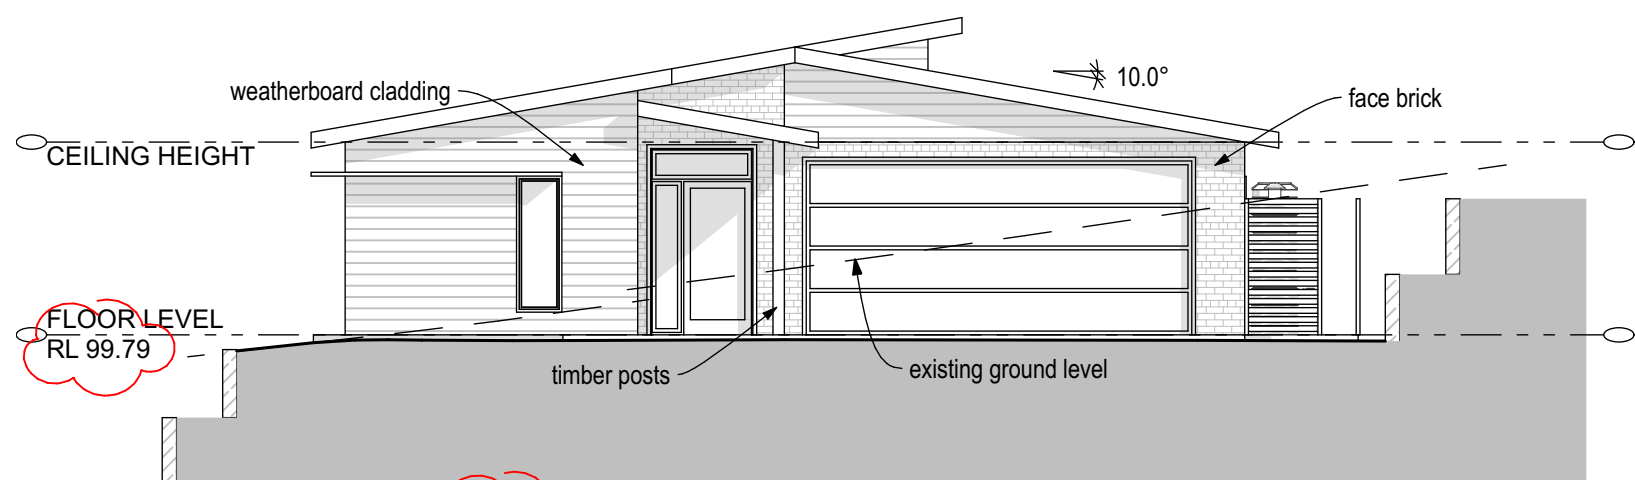 weatherboard cladding
10.0°
face brick
CEILING HEIGHT
FLOOR LEVEL
RL 99.79
timber posts
existing ground level